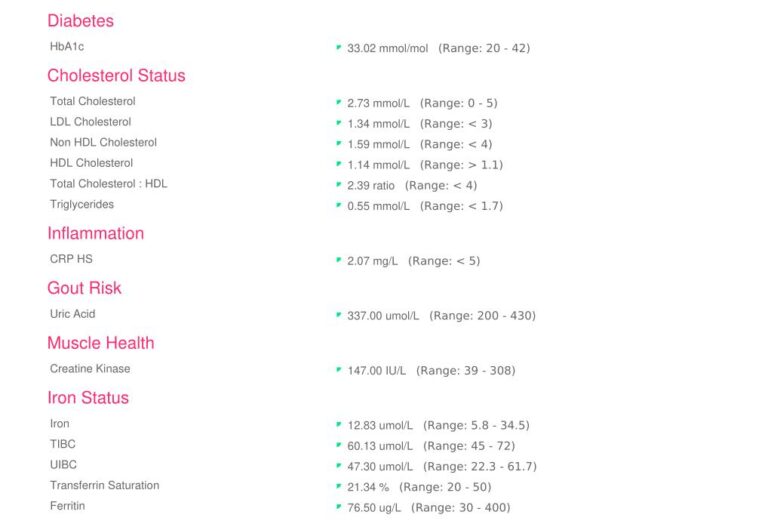 Diabetes
HbA1c 33.02 mmol/mol (Range: 20 - 42)
Cholesterol Status
Total Cholesterol 2.73 mmol/L (Range: 0 - 5)
LDL Cholesterol 1.34 mmol/L (Range: < 3)
Non HDL Cholesterol 1.59 mmol/L (Range: < 4)
HDL Cholesterol 1.14 mmol/L (Range: > 1.1)
Total Cholesterol : HDL 2.39 ratio (Range: < 4)
Triglycerides 0.55 mmol/L (Range: < 1.7)
Inflammation
CRP HS 2.07 mg/L (Range: < 5)
Gout Risk
Uric Acid 337.00 umol/L (Range: 200 - 430)
Muscle Health
Creatine Kinase 147.00 IU/L (Range: 39 - 308)
Iron Status
Iron 12.83 umol/L (Range: 5.8 - 34.5)
TIBC 60.13 umol/L (Range: 45 - 72)
UIBC 47.30 umol/L (Range: 22.3 - 61.7)
Transferrin Saturation 21.34 % (Range: 20 - 50)
Ferritin 76.50 ug/L (Range: 30 - 400)